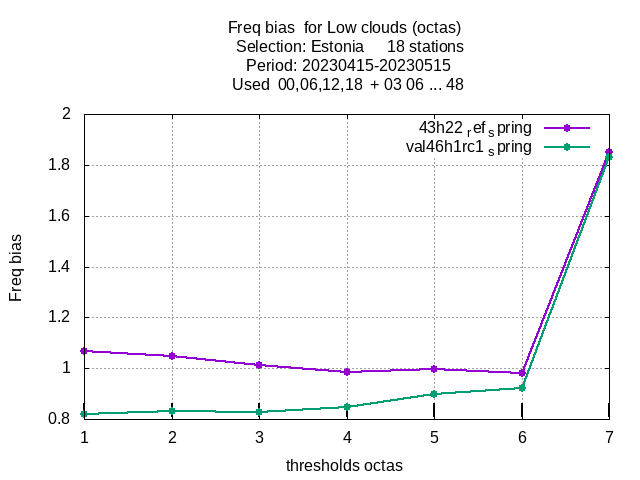 Freq bias  for Low clouds (octas)
Selection: Estonia     18 stations
Period: 20230415-20230515
Used  00,06,12,18  + 03 06 ... 48
43h22 ref spring
val46h1rc1 spring
2
1.8
1.6
1.4
1.2
1
0.8
Freq bias
1 2 3 4 5 6 7
thresholds octas